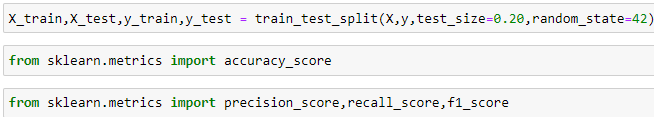 X_train,X_test,y_train,y_test = train_test_split(X,y,test_size=0.20,random_state=42)
from sklearn.metrics import accuracy_score
from sklearn.metrics import precision_score,recall_score,f1_score